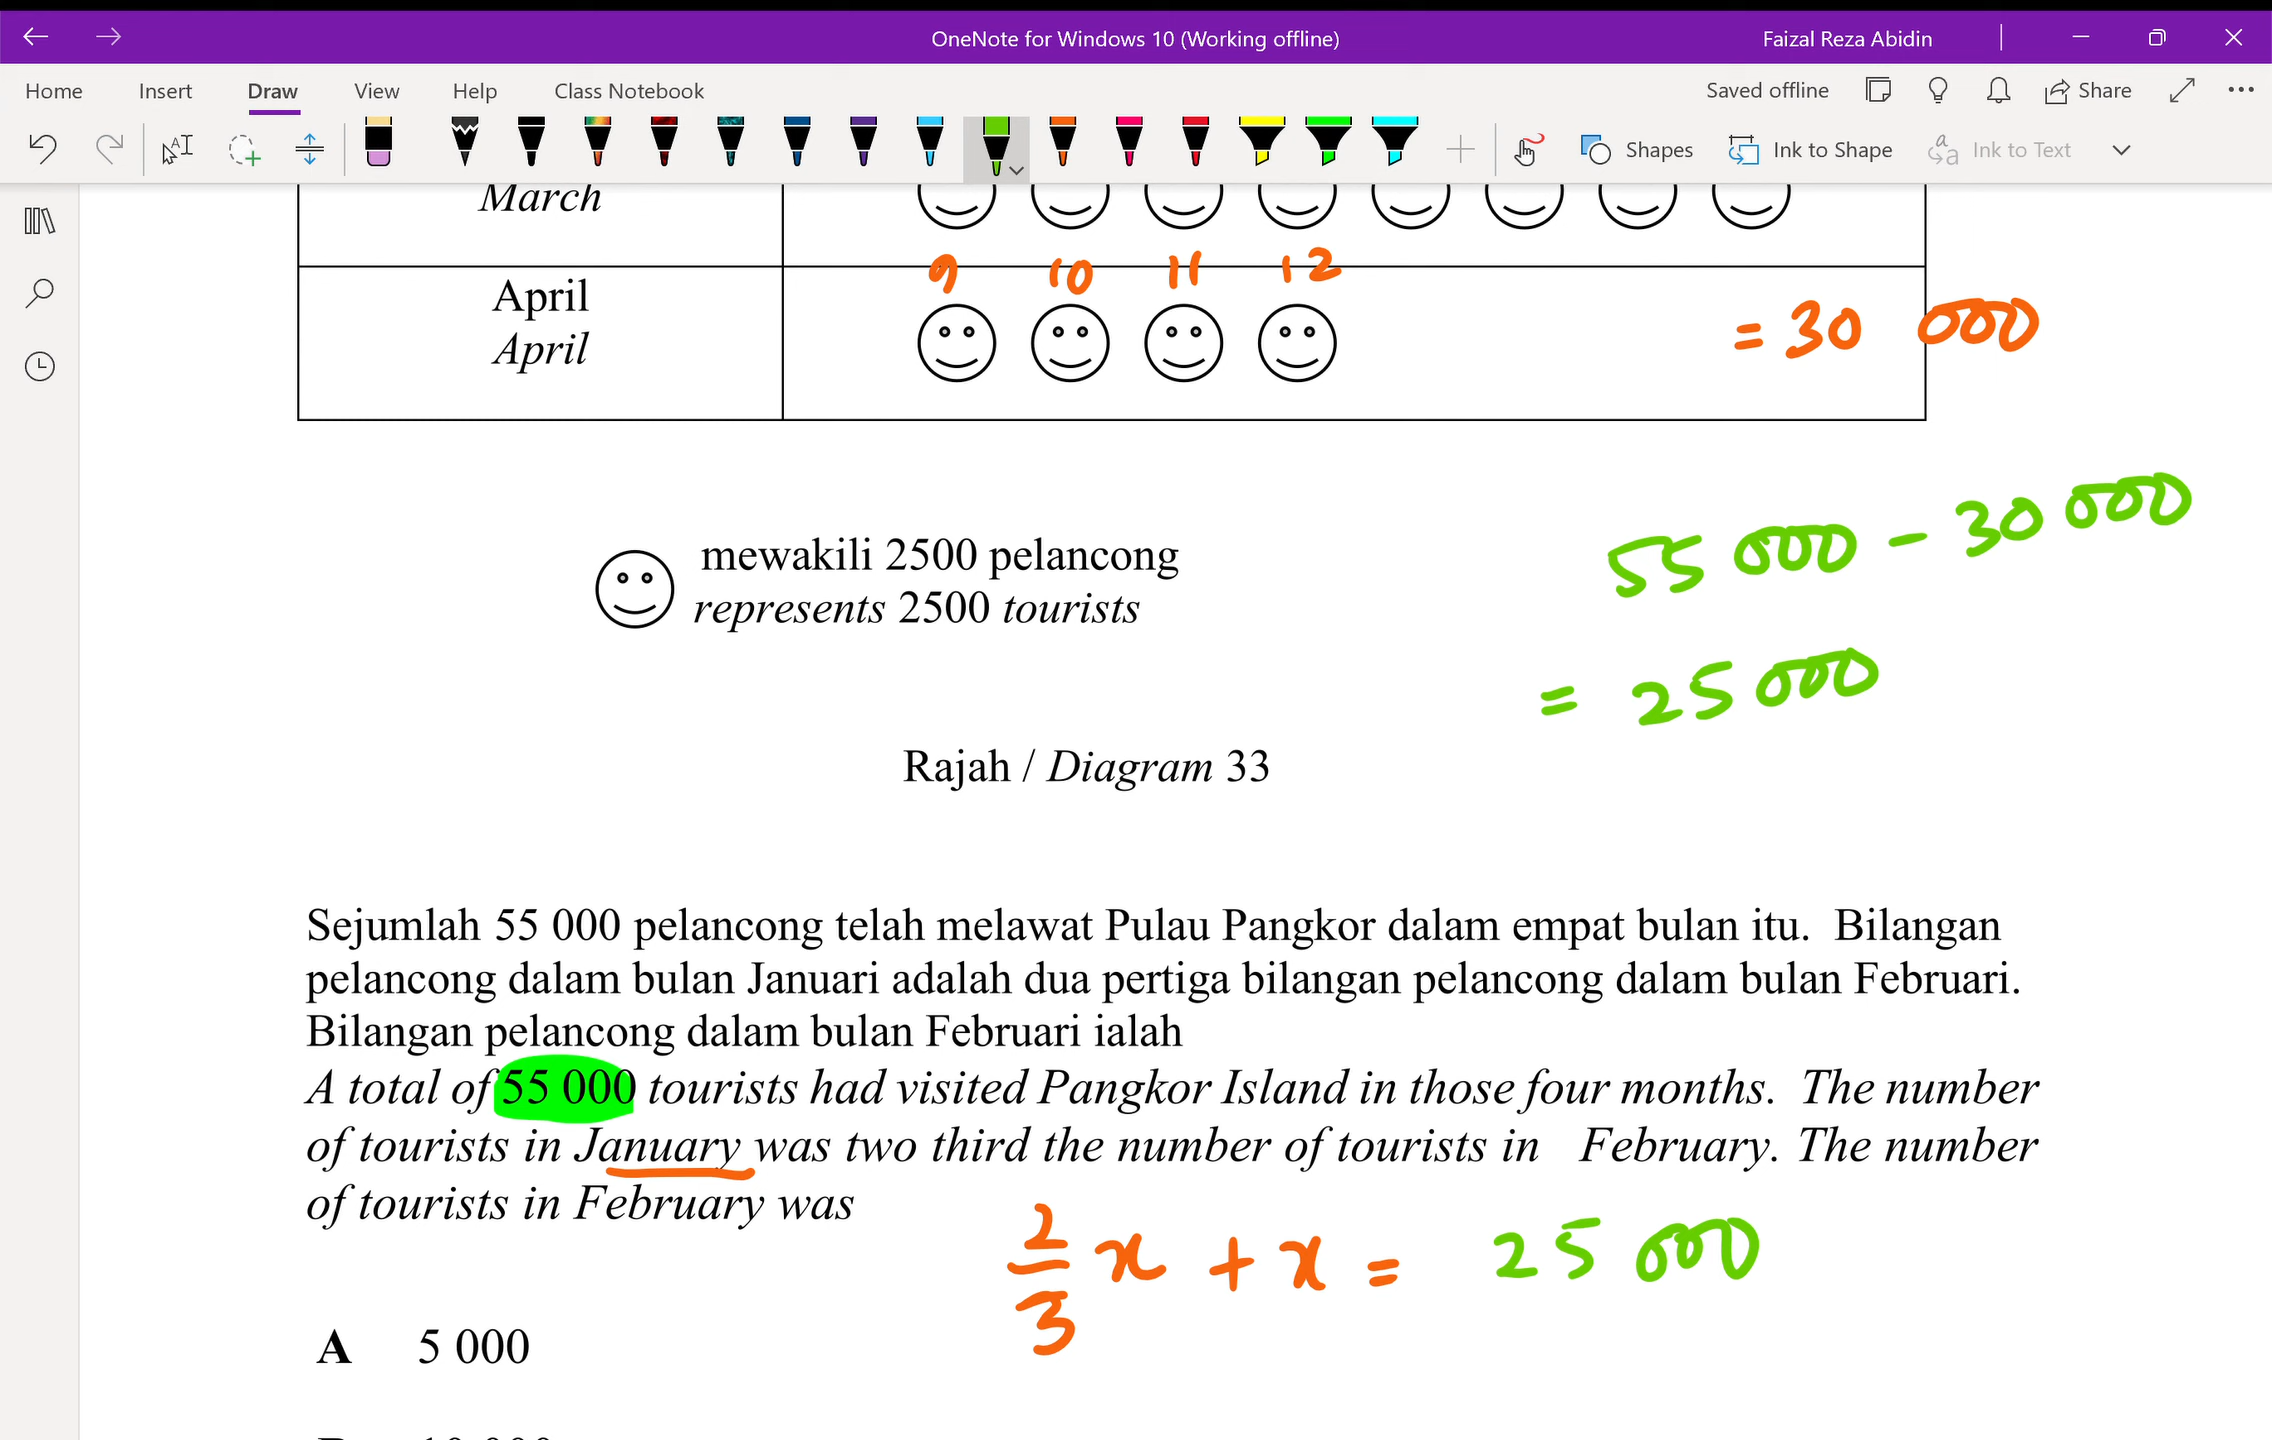 OneNote for Windows 10 (Working offline)
Faizal Reza Abidin
Home Insert Draw View Help Class Notebook
Saved offline
Share
Shapes
Ink to Shape
Ink to Text
March
9 10 11 12
April
April
= 30 000
mewakili 2500 pelancong
represents 2500 tourists
55 000 - 30 000
= 25 000
Rajah / Diagram 33
Sejumlah 55 000 pelancong telah melawat Pulau Pangkor dalam empat bulan itu. Bilangan
pelancong dalam bulan Januari adalah dua pertiga bilangan pelancong dalam bulan Februari.
Bilangan pelancong dalam bulan Februari ialah
A total of 55 000 tourists had visited Pangkor Island in those four months. The number
of tourists in January was two third the number of tourists in February. The number
of tourists in February was
2/3 x + x = 25 000
A 5 000